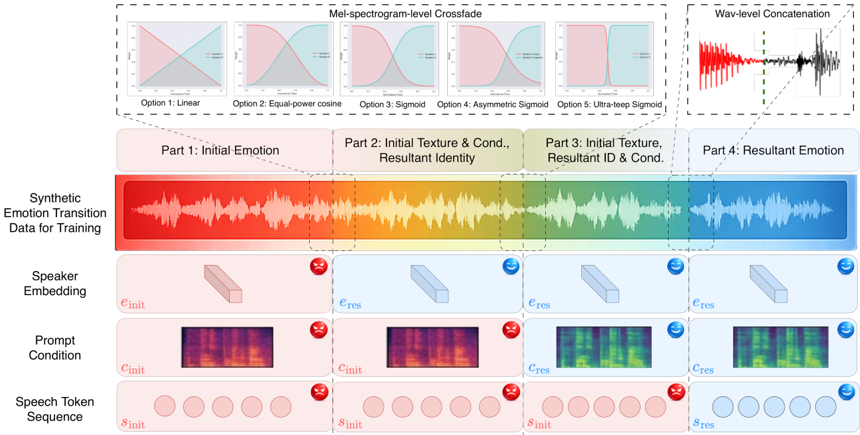 Mel-spectrogram-level Crossfade
Wav-level Concatenation
Option 1: Linear
Option 2: Equal-power cosine
Option 3: Sigmoid
Option 4: Asymmetric Sigmoid
Option 5: Ultra-teep Sigmoid
Part 1: Initial Emotion
Part 2: Initial Texture & Cond.,
Resultant Identity
Part 3: Initial Texture,
Resultant ID & Cond.
Part 4: Resultant Emotion
Synthetic
Emotion Transition
Data for Training
Speaker
Embedding
e_init
e_res
e_res
e_res
Prompt
Condition
c_init
c_init
c_res
c_res
Speech Token
Sequence
s_init
s_init
s_init
s_res